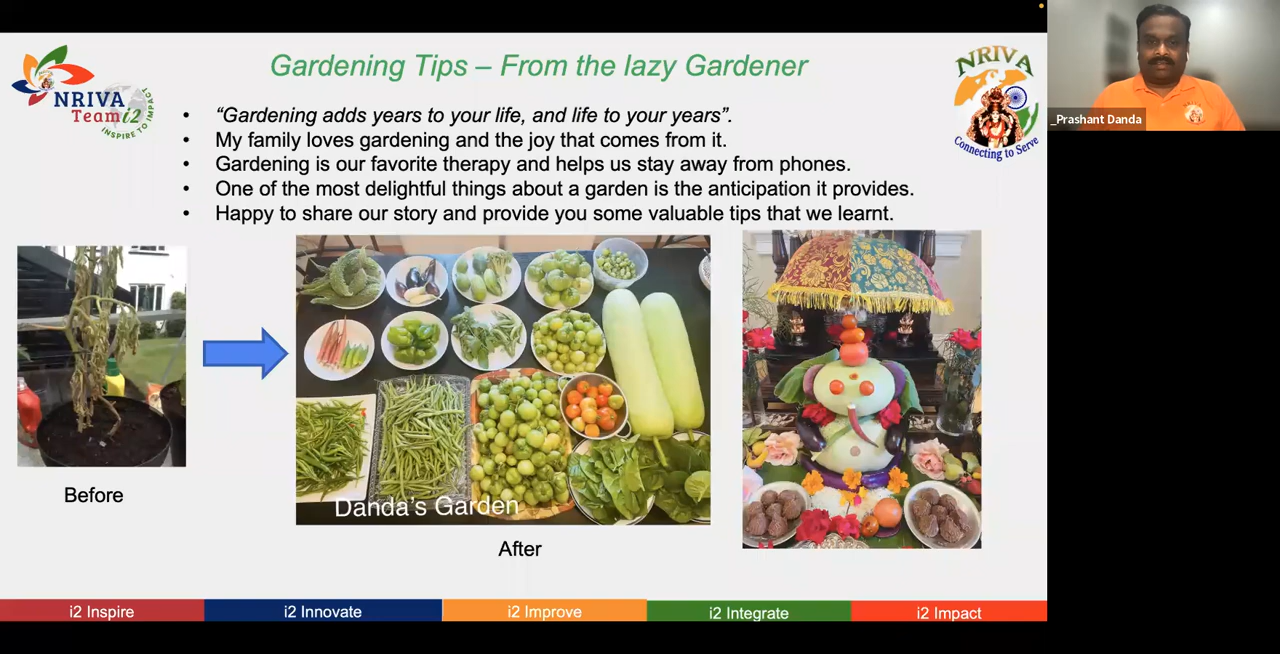 Gardening Tips – From the lazy Gardener
NRIVA
Team i2
INSPIRE TO IMPACT
NRIVA
Connecting to Serve
_Prashant Danda
• “Gardening adds years to your life, and life to your years”.
• My family loves gardening and the joy that comes from it.
• Gardening is our favorite therapy and helps us stay away from phones.
• One of the most delightful things about a garden is the anticipation it provides.
• Happy to share our story and provide you some valuable tips that we learnt.
Danda’s Garden
Before
After
i2 Inspire
i2 Innovate
i2 Improve
i2 Integrate
i2 Impact